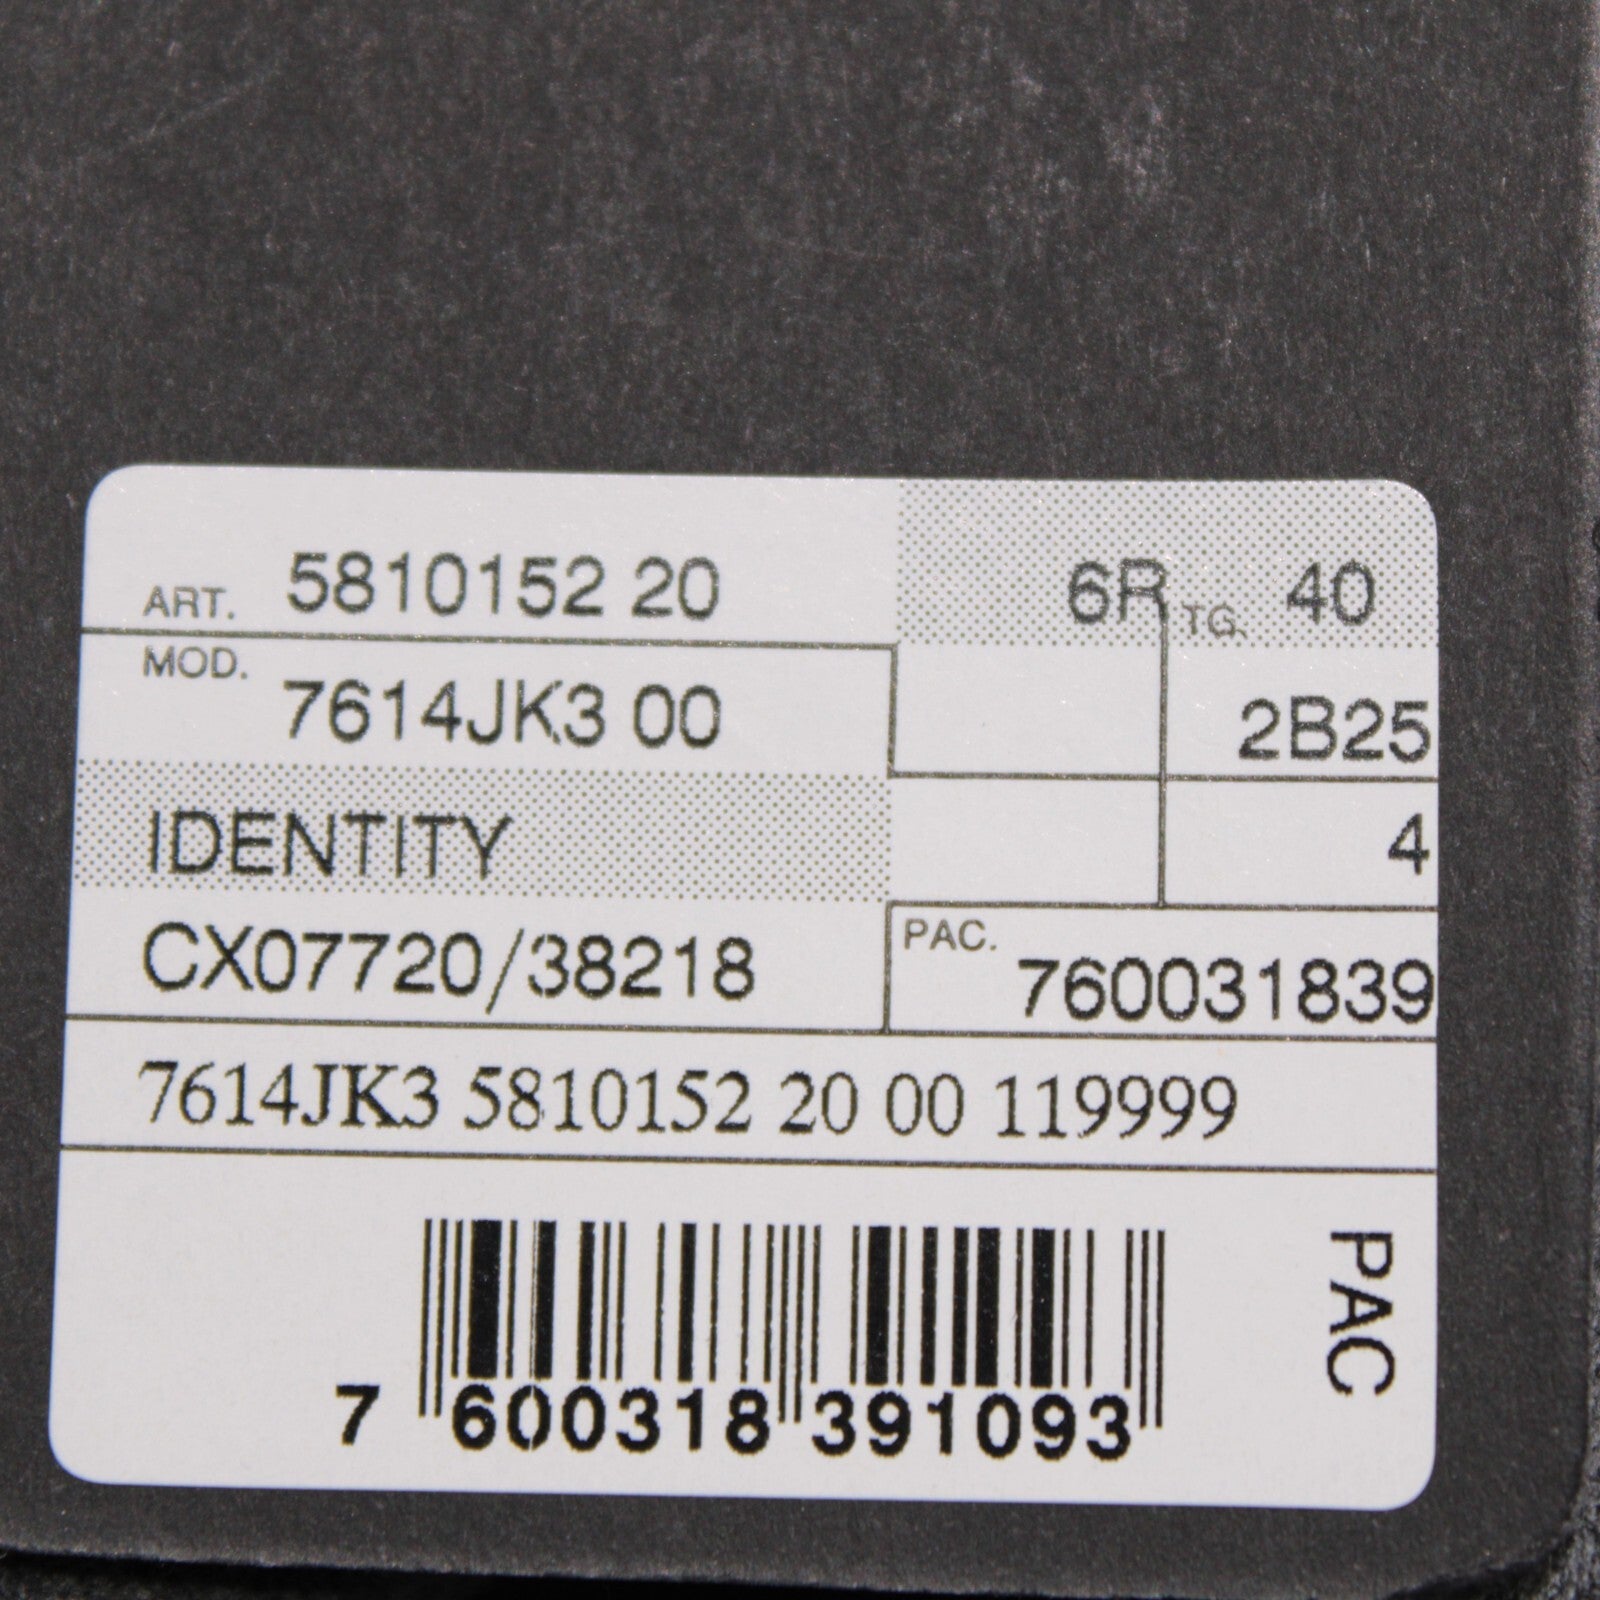 ART. 5810152 20 6R TG. 40
MOD. 7614JK3 00 2B25
IDENTITY 4
CX07720/38218 PAC. 760031839
7614JK3 5810152 20 00 119999
PAC
7 600318 391093